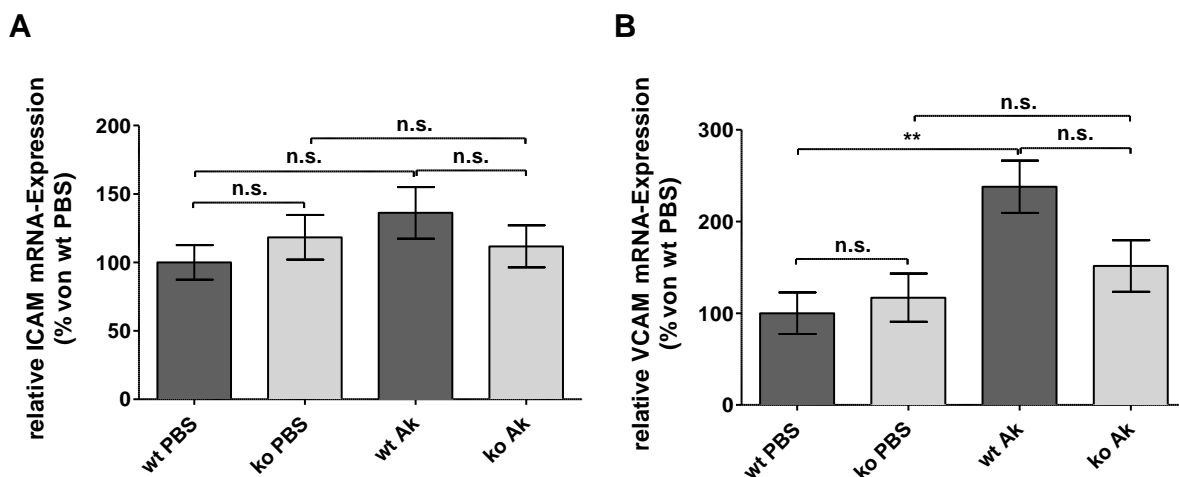 A
relative ICAM mRNA-Expression
(% von wt PBS)
200
150
100
50
0
n.s.
n.s.
n.s.
n.s.
wt PBS
ko PBS
wt Ak
ko Ak
B
relative VCAM mRNA-Expression
(% von wt PBS)
300
200
100
0
n.s.
**
n.s.
n.s.
wt PBS
ko PBS
wt Ak
ko Ak